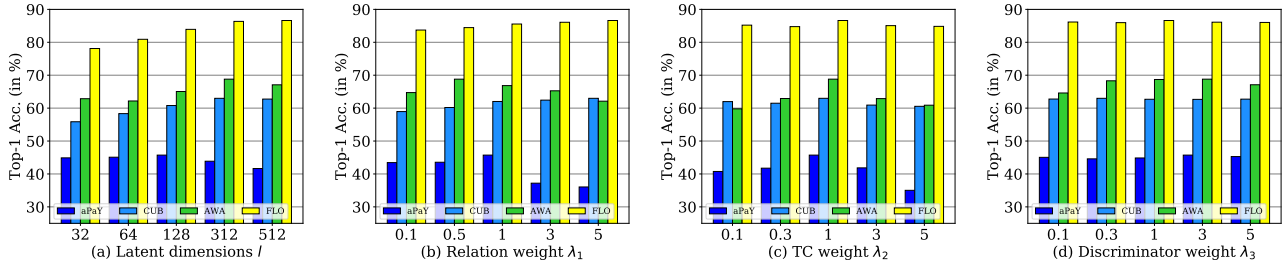 90
80
70
60
50
40
30
Top-1 Acc. (in %)
aPaY CUB AWA FLO
32 64 128 312 512
(a) Latent dimensions l
90
80
70
60
50
40
30
Top-1 Acc. (in %)
aPaY CUB AWA FLO
0.1 0.5 1 3 5
(b) Relation weight λ1
90
80
70
60
50
40
30
Top-1 Acc. (in %)
aPaY CUB AWA FLO
0.1 0.3 1 3 5
(c) TC weight λ2
90
80
70
60
50
40
30
Top-1 Acc. (in %)
aPaY CUB AWA FLO
0.1 0.3 1 3 5
(d) Discriminator weight λ3